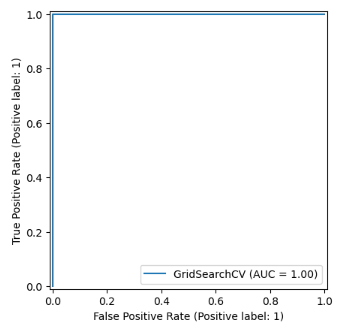 1.0
0.8
0.6
0.4
0.2
0.0
True Positive Rate (Positive label: 1)
GridSearchCV (AUC = 1.00)
0.0 0.2 0.4 0.6 0.8 1.0
False Positive Rate (Positive label: 1)